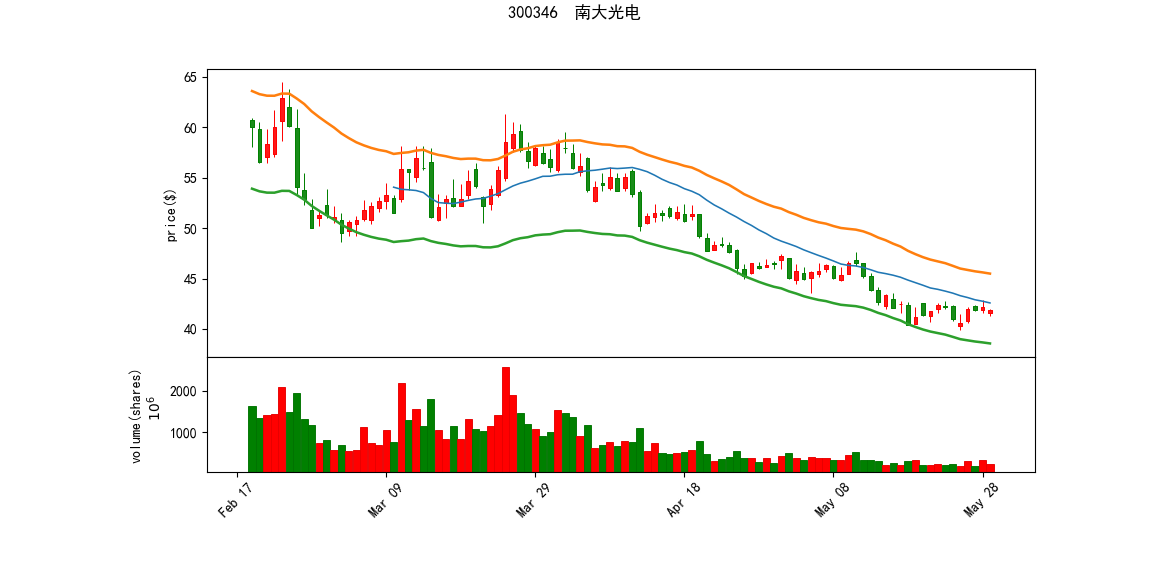 300346 南大光电
65
60
55
50
45
40
price($)
2000
1000
volume(shares)
10^6
Feb 17
Mar 09
Mar 29
Apr 18
May 08
May 28